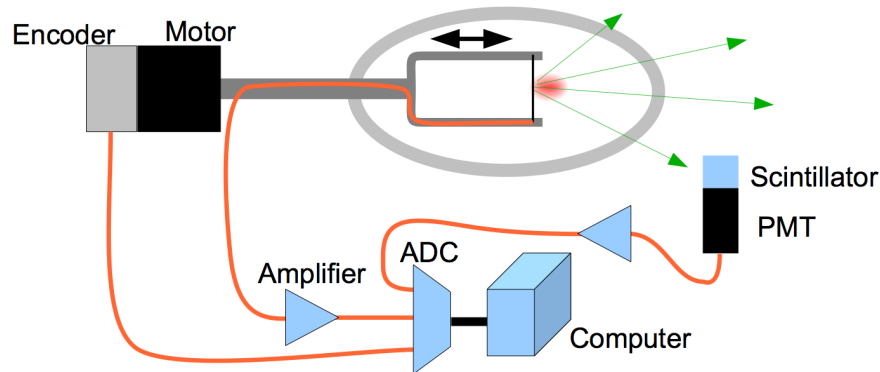 Encoder
Motor
Scintillator
PMT
ADC
Amplifier
Computer